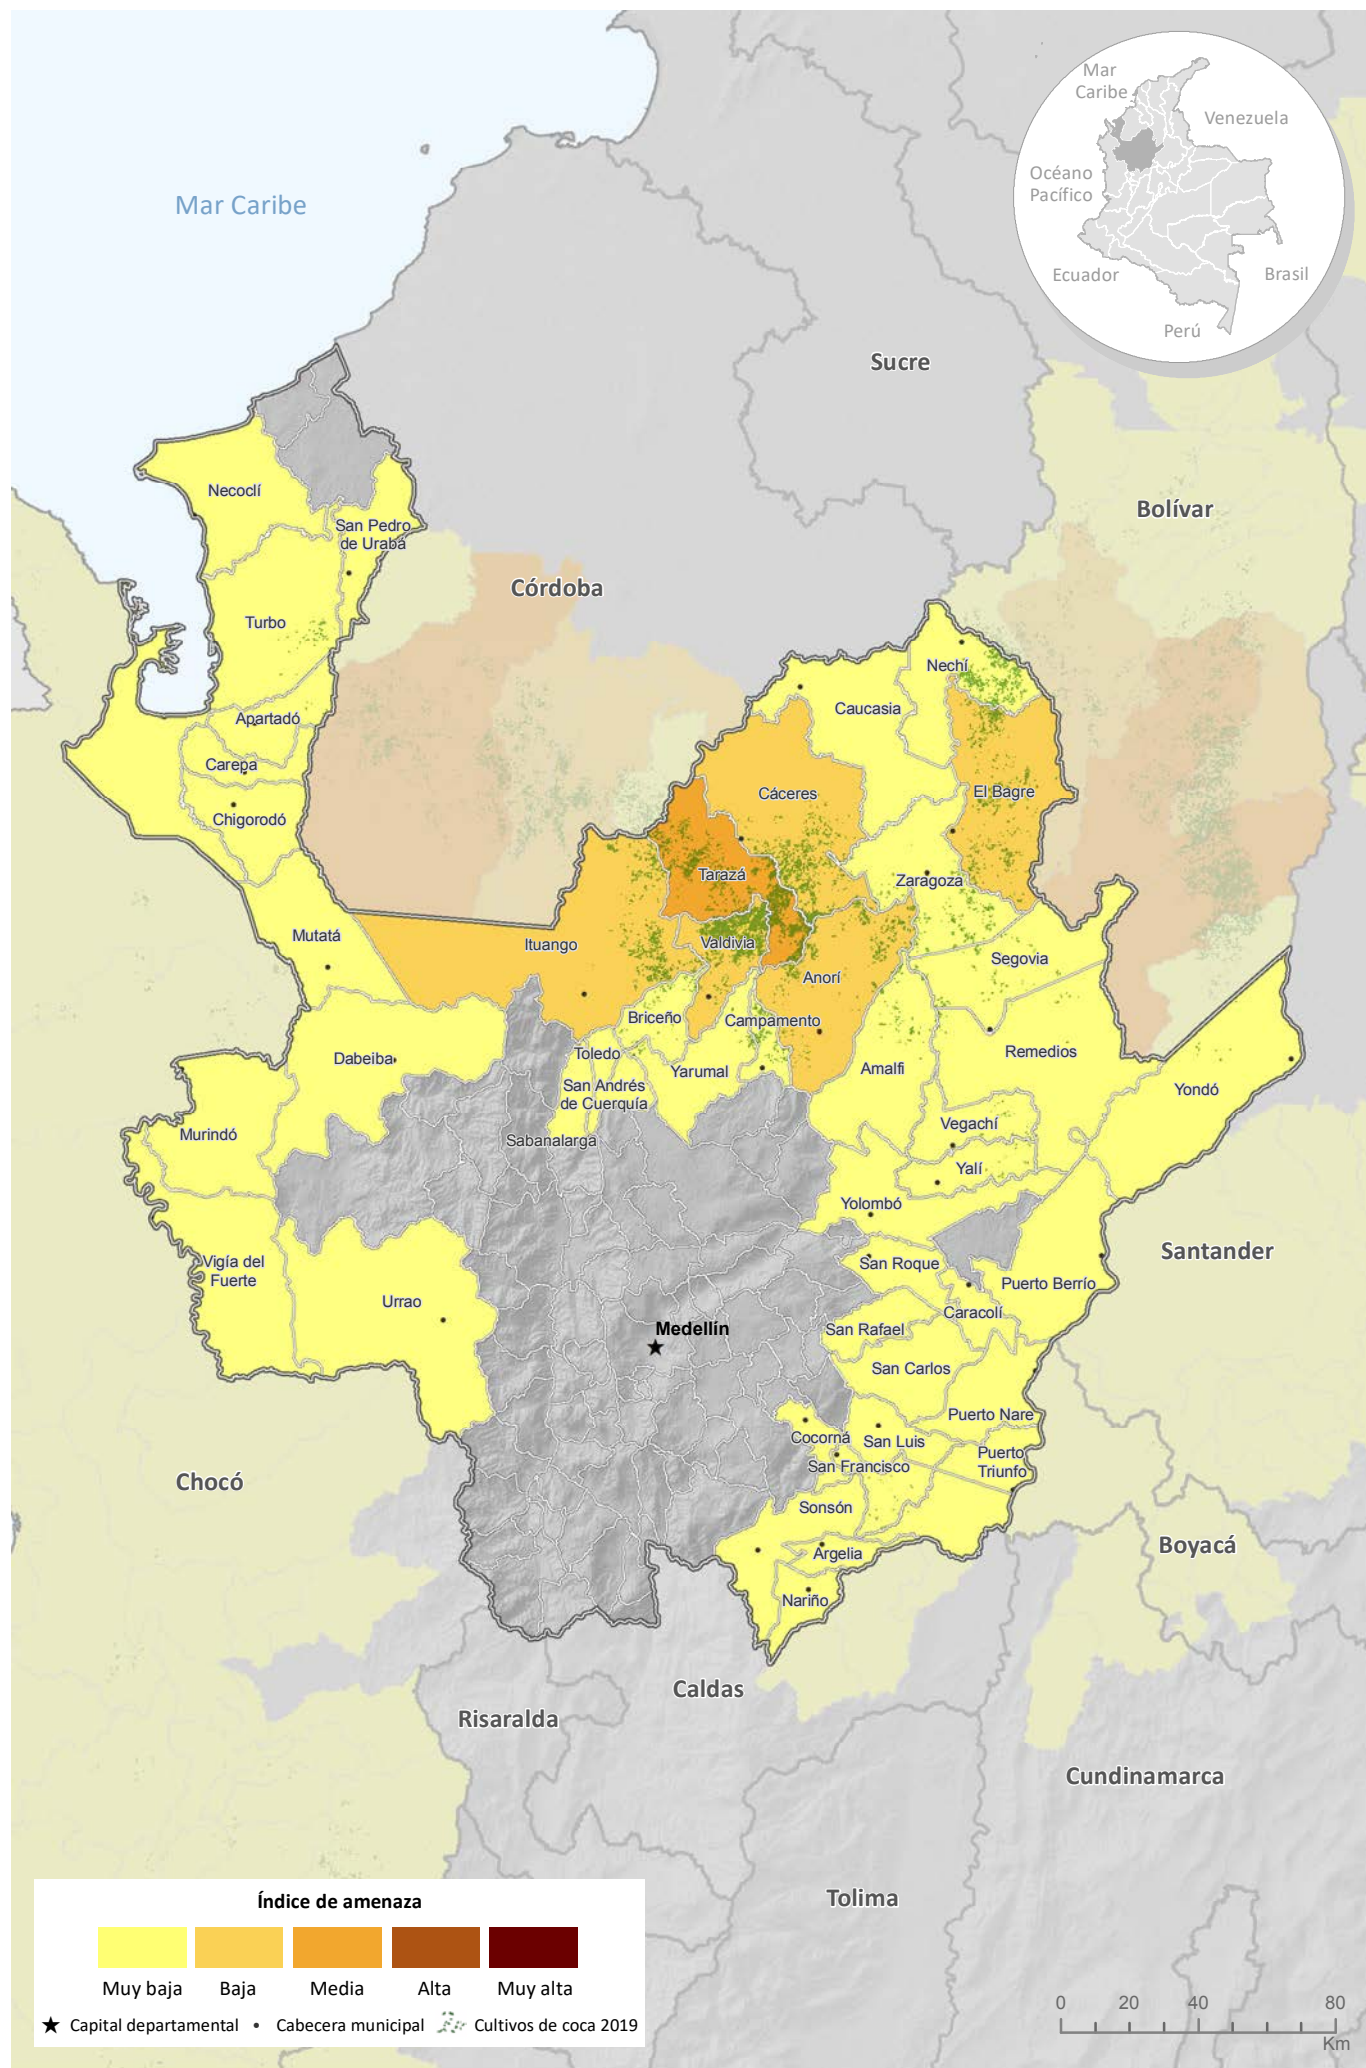 Mar
Caribe
Venezuela
Océano
Pacífico
Ecuador
Brasil
Perú
Mar Caribe
Sucre
Bolívar
Córdoba
Necoclí
San Pedro
de Urabá
Turbo
Nechí
Caucasia
Apartadó
Carepa
Chigorodó
Cáceres
El Bagre
Tarazá
Zaragoza
Mutatá
Ituango
Valdivia
Segovia
Anorí
Briceño
Campamento
Dabeiba
Toledo
Yarumal
Amalfi
Remedios
San Andrés
de Cuerquía
Yondó
Murindó
Sabanalarga
Vegachí
Yalí
Yolombó
Santander
Vigía del
Fuerte
San Roque
Puerto Berrío
Urrao
Caracolí
Medellín
San Rafael
San Carlos
Puerto Nare
Cocorná
San Luis
Puerto
Triunfo
San Francisco
Chocó
Sonsón
Boyacá
Argelia
Nariño
Caldas
Risaralda
Cundinamarca
Tolima
Índice de amenaza
Muy baja
Baja
Media
Alta
Muy alta
Capital departamental
Cabecera municipal
Cultivos de coca 2019
0 20 40 80
Km